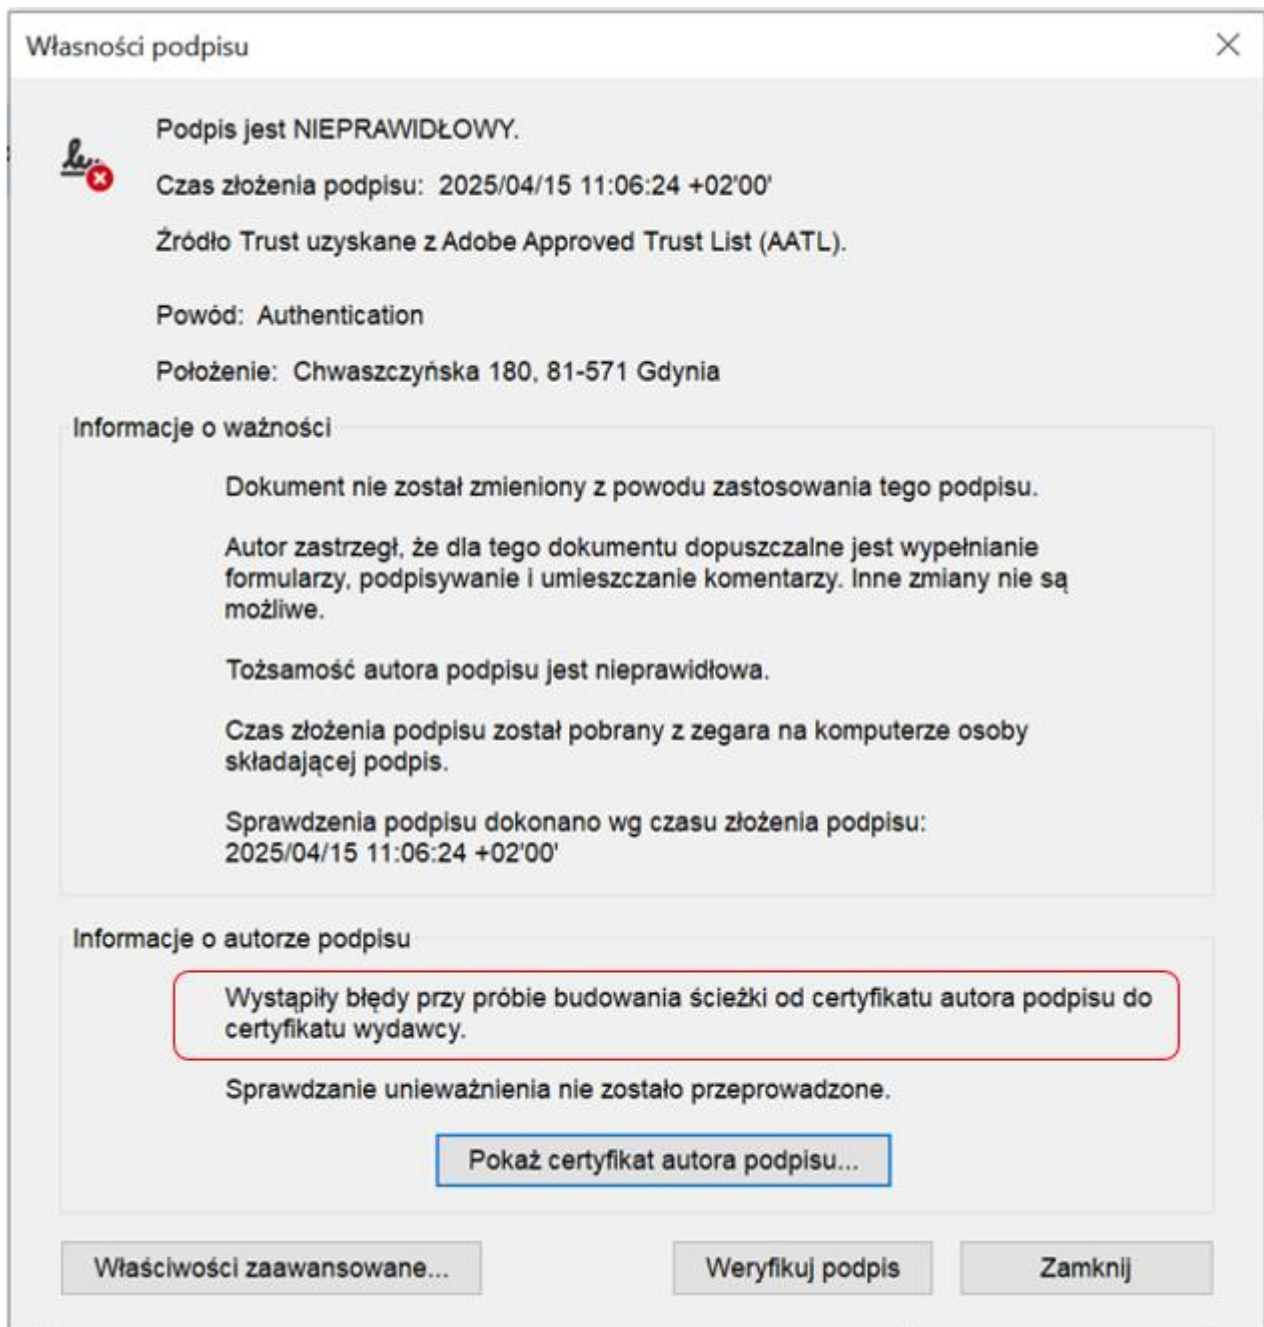 Własności podpisu
Podpis jest NIEPRAWIDŁOWY.
Czas złożenia podpisu: 2025/04/15 11:06:24 +02'00'
Źródło Trust uzyskane z Adobe Approved Trust List (AATL).
Powód: Authentication
Położenie: Chwaszczyńska 180, 81-571 Gdynia
Informacje o ważności
Dokument nie został zmieniony z powodu zastosowania tego podpisu.
Autor zastrzegł, że dla tego dokumentu dopuszczalne jest wypełnianie
formularzy, podpisywanie i umieszczanie komentarzy. Inne zmiany nie są
możliwe.
Tożsamość autora podpisu jest nieprawidłowa.
Czas złożenia podpisu został pobrany z zegara na komputerze osoby
składającej podpis.
Sprawdzenia podpisu dokonano wg czasu złożenia podpisu:
2025/04/15 11:06:24 +02'00'
Informacje o autorze podpisu
Wystąpiły błędy przy próbie budowania ścieżki od certyfikatu autora podpisu do
certyfikatu wydawcy.
Sprawdzanie unieważnienia nie zostało przeprowadzone.
Pokaż certyfikat autora podpisu...
Właściwości zaawansowane...
Weryfikuj podpis
Zamknij